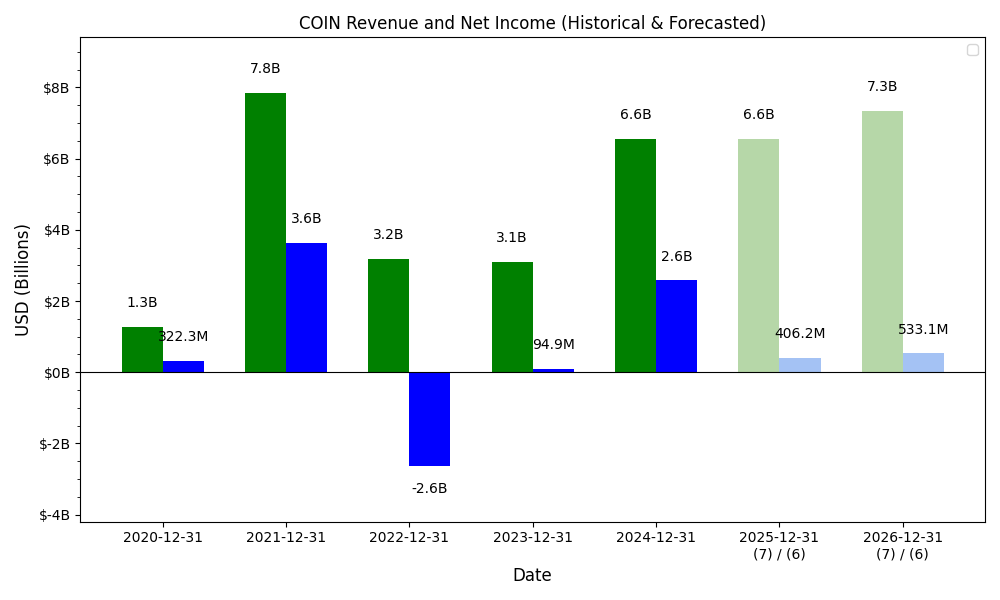 COIN Revenue and Net Income (Historical & Forecasted)
USD (Billions)
$8B
$6B
$4B
$2B
$0B
$-2B
$-4B
1.3B
322.3M
7.8B
3.6B
3.2B
-2.6B
3.1B
94.9M
6.6B
2.6B
6.6B
406.2M
7.3B
533.1M
2020-12-31
2021-12-31
2022-12-31
2023-12-31
2024-12-31
2025-12-31
(7) / (6)
2026-12-31
(7) / (6)
Date